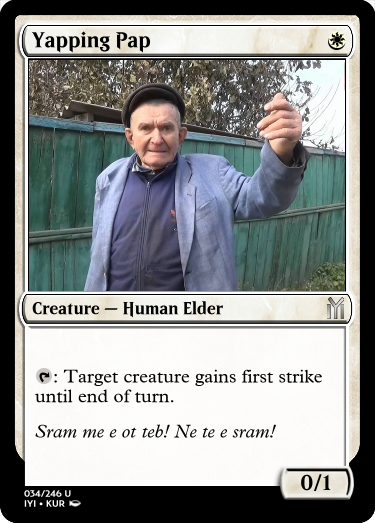 Yapping Pap
Creature — Human Elder
: Target creature gains first strike
until end of turn.
Sram me e ot teb! Ne te e sram!
0/1
034/246 U
IYI • KUR